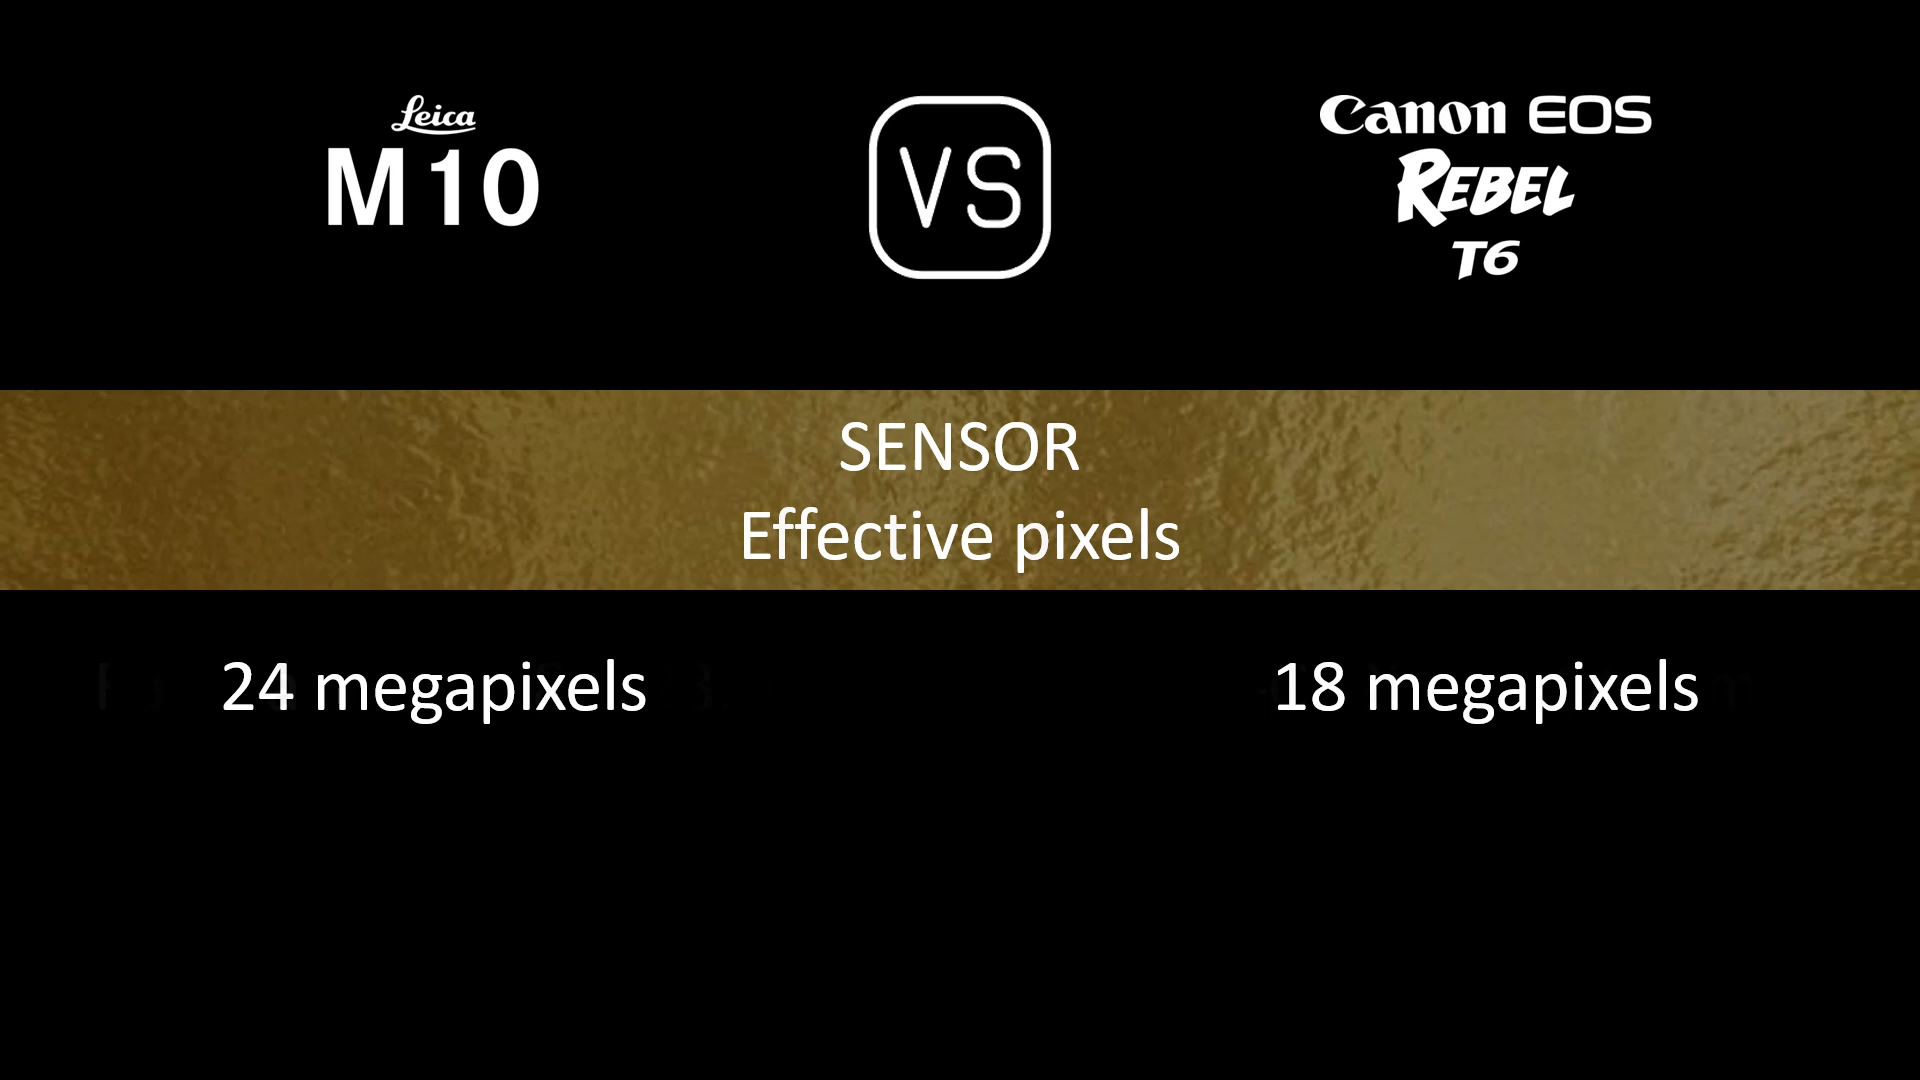 Leica
M10
VS
Canon EOS
REBEL
T6
SENSOR
Effective pixels
24 megapixels
18 megapixels